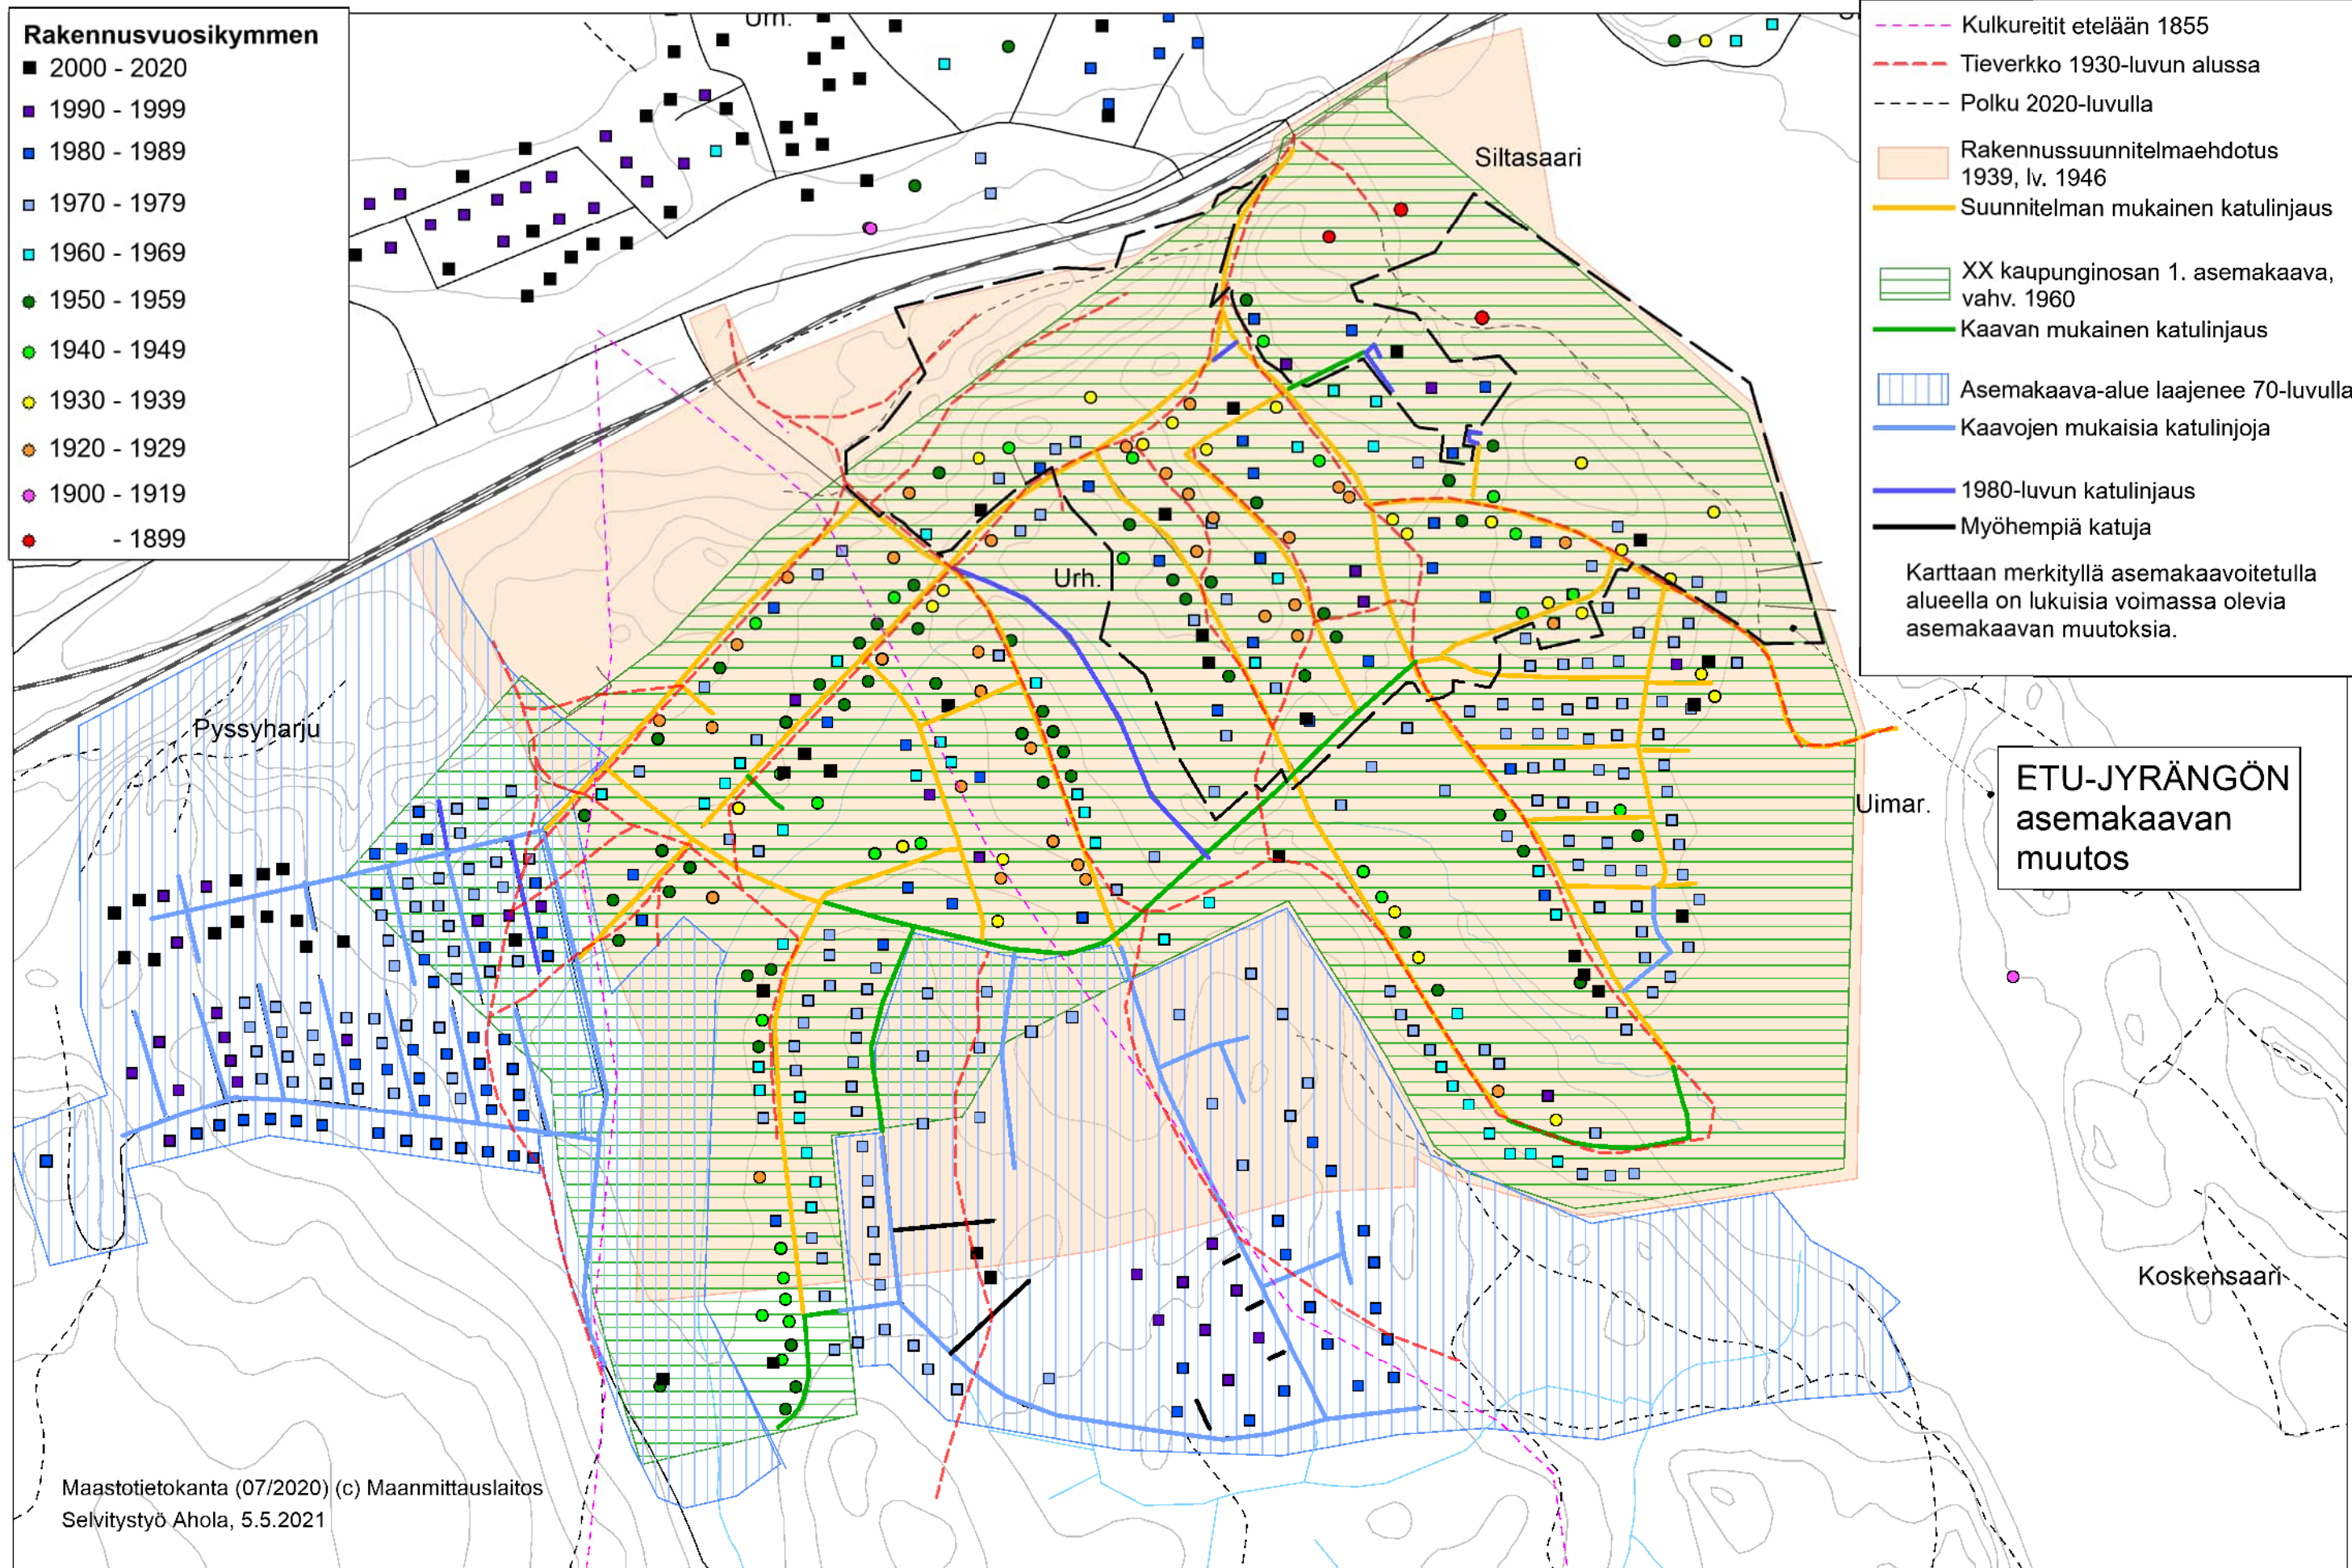 Rakennusvuosikymmen
2000 - 2020
1990 - 1999
1980 - 1989
1970 - 1979
1960 - 1969
1950 - 1959
1940 - 1949
1930 - 1939
1920 - 1929
1900 - 1919
- 1899
Kulkureitit etelään 1855
Tieverkko 1930-luvun alussa
Polku 2020-luvulla
Rakennussuunnitelmaehdotus
1939, lv. 1946
Suunnitelman mukainen katulinjaus
XX kaupunginosan 1. asemakaava,
vahv. 1960
Kaavan mukainen katulinjaus
Asemakaava-alue laajenee 70-luvulla
Kaavojen mukaisia katulinjoja
1980-luvun katulinjaus
Myöhempiä katuja
Karttaan merkityllä asemakaavoitetulla
alueella on lukuisia voimassa olevia
asemakaavan muutoksia.
Siltasaari
Urh.
Pyssyharju
ETU-JYRÄNGÖN
asemakaavan
muutos
Uimar.
Koskensaari
Maastotietokanta (07/2020) (c) Maanmittauslaitos
Selvitystyö Ahola, 5.5.2021